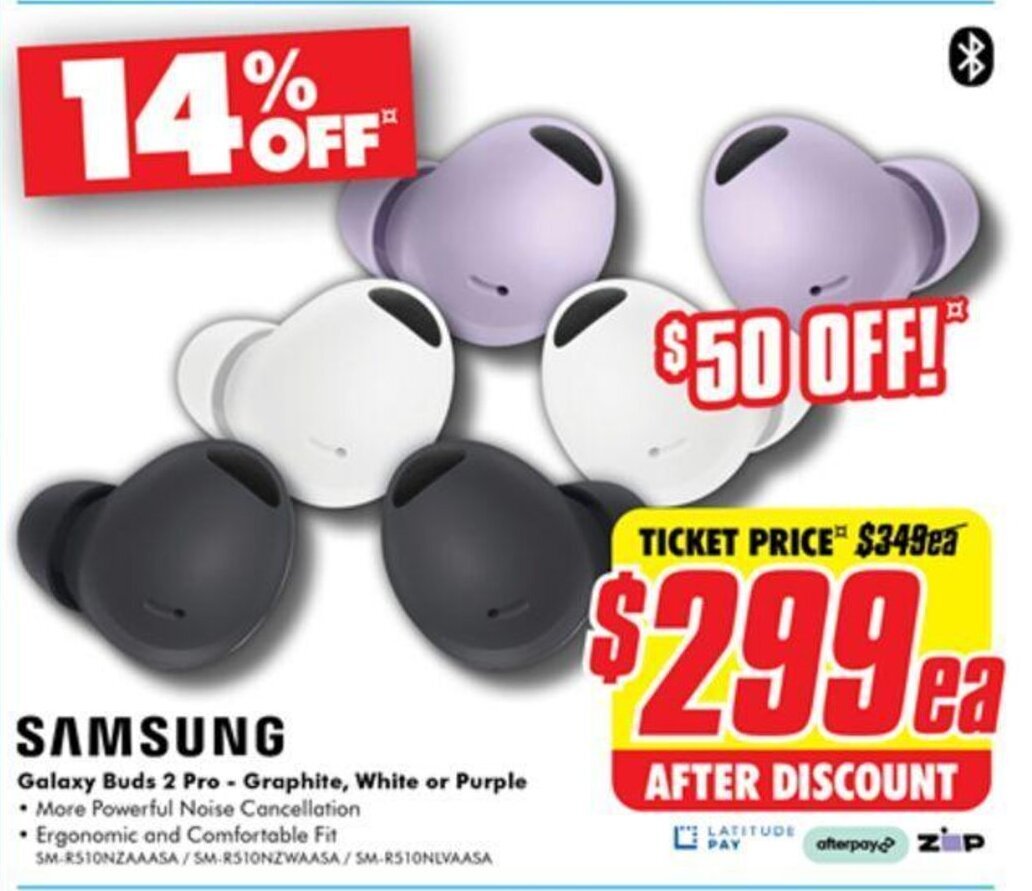 14% OFF¤
$50 OFF!¤
TICKET PRICE¤ $349ea
$299ea
AFTER DISCOUNT
SAMSUNG
Galaxy Buds 2 Pro - Graphite, White or Purple
• More Powerful Noise Cancellation
• Ergonomic and Comfortable Fit
SM-R510NZAAASA / SM-R510NZWAASA / SM-R510NLVAASA
LATITUDE
PAY
afterpay
ZIP